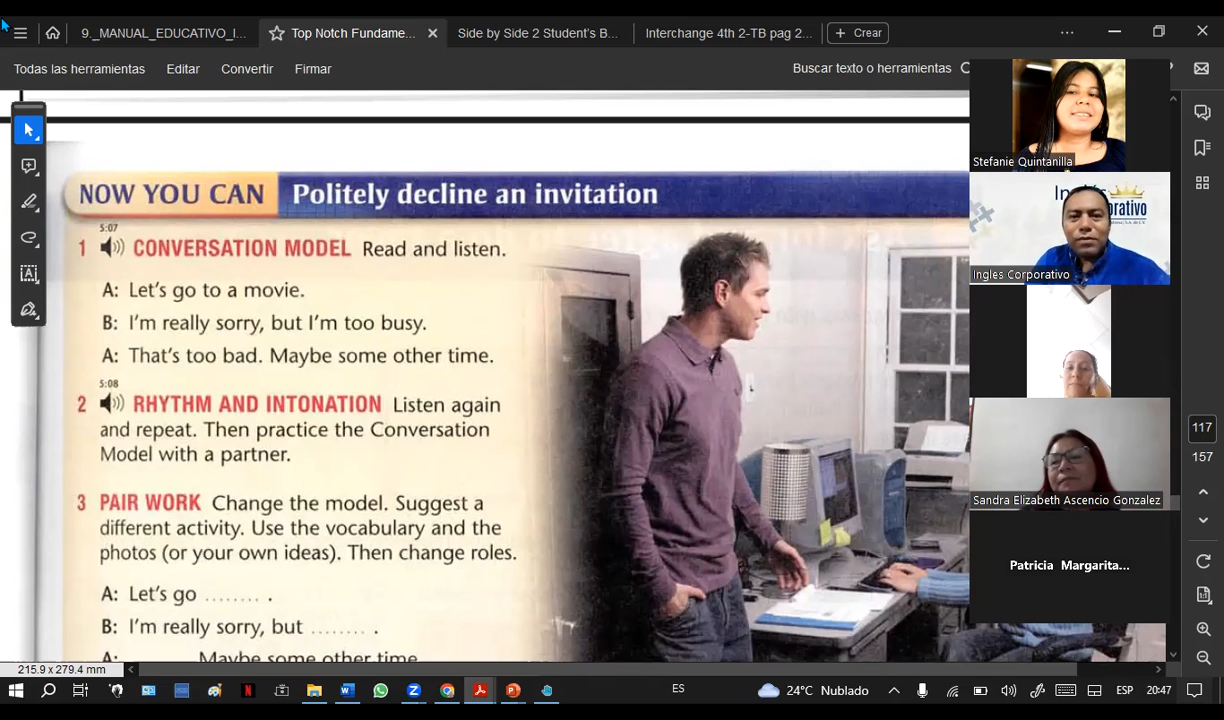 9._MANUAL_EDUCATIVO_I...
Top Notch Fundame...
Side by Side 2 Student's B...
Interchange 4th 2-TB pag 2...
Crear
Todas las herramientas
Editar
Convertir
Firmar
Buscar texto o herramientas
NOW YOU CAN Politely decline an invitation
5:07
1 CONVERSATION MODEL Read and listen.
A: Let's go to a movie.
B: I'm really sorry, but I'm too busy.
A: That's too bad. Maybe some other time.
5:08
2 RHYTHM AND INTONATION Listen again
and repeat. Then practice the Conversation
Model with a partner.
3 PAIR WORK Change the model. Suggest a
different activity. Use the vocabulary and the
photos (or your own ideas). Then change roles.
A: Let's go ........ .
B: I'm really sorry, but ........ .
A: Maybe some other time.
Stefanie Quintanilla
Ingles Corporativo
Sandra Elizabeth Ascencio Gonzalez
Patricia Margarita...
117
157
215.9 x 279.4 mm
ES
24°C Nublado
ESP
20:47